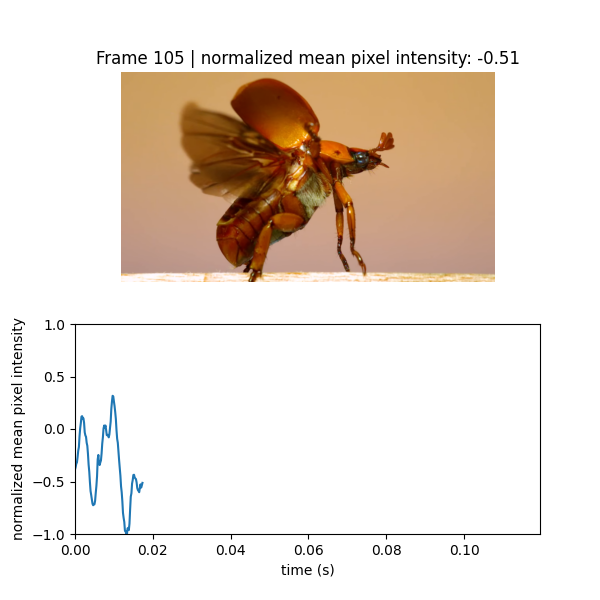 Frame 105 | normalized mean pixel intensity: -0.51
normalized mean pixel intensity
1.0
0.5
0.0
−0.5
−1.0
0.00 0.02 0.04 0.06 0.08 0.10
time (s)